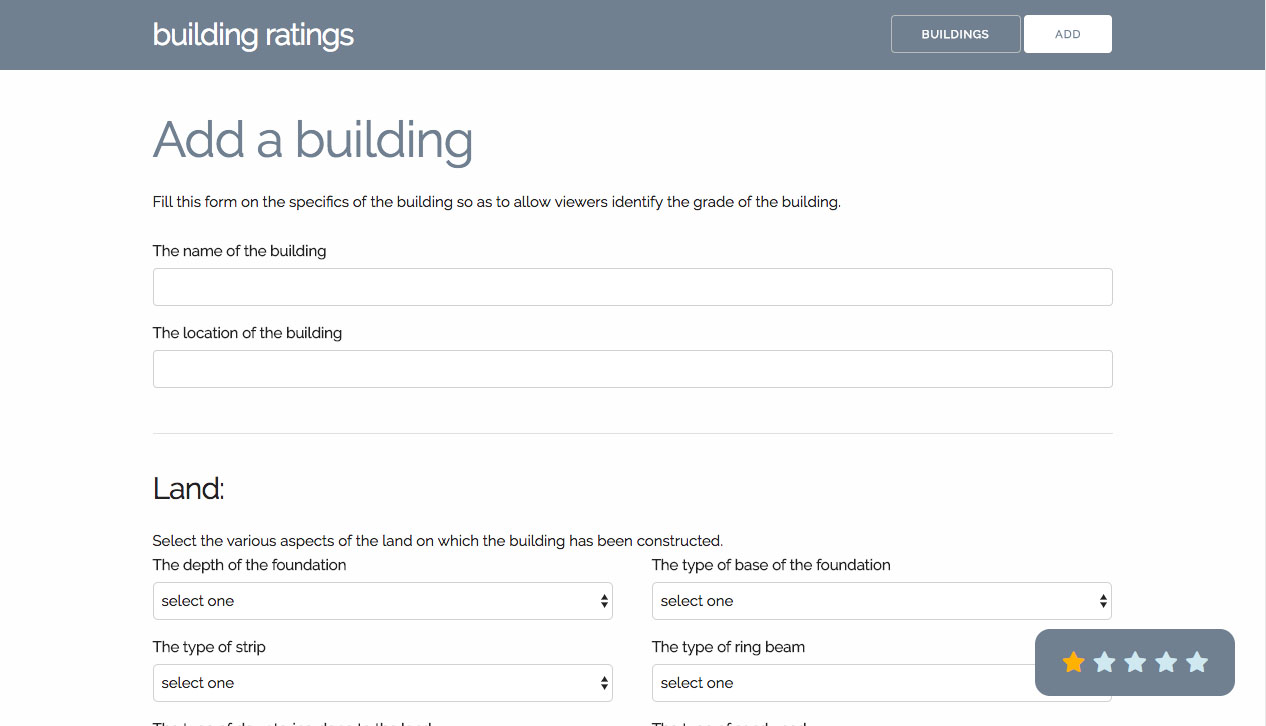 building ratings
BUILDINGS
ADD
Add a building
Fill this form on the specifics of the building so as to allow viewers identify the grade of the building.
The name of the building
The location of the building
Land:
Select the various aspects of the land on which the building has been constructed.
The depth of the foundation
The type of base of the foundation
select one
select one
The type of strip
The type of ring beam
select one
select one